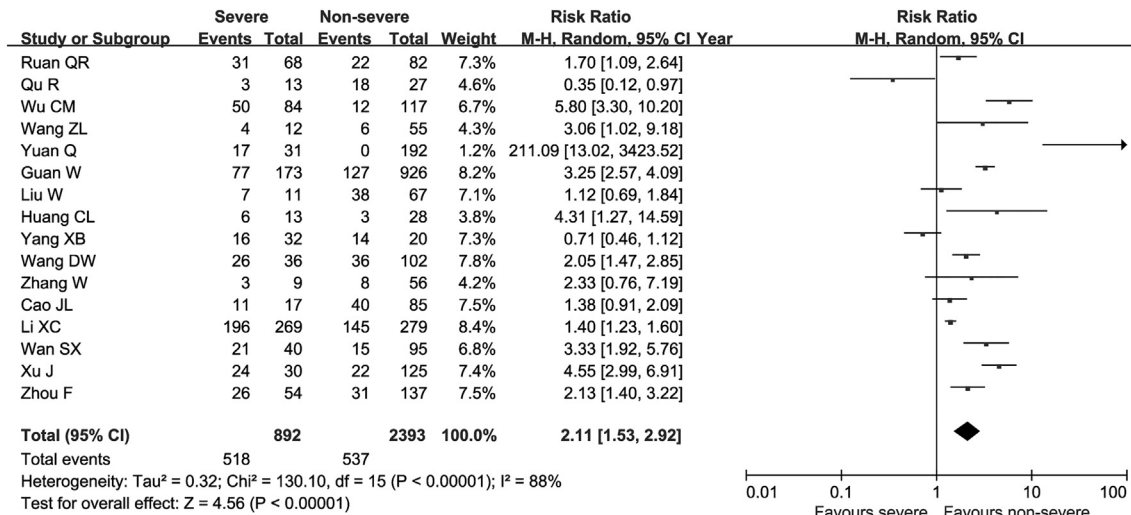 Severe Non-severe Risk Ratio Risk Ratio
Study or Subgroup Events Total Events Total Weight M-H, Random, 95% CI Year M-H, Random, 95% CI
Ruan QR 31 68 22 82 7.3% 1.70 [1.09, 2.64]
Qu R 3 13 18 27 4.6% 0.35 [0.12, 0.97]
Wu CM 50 84 12 117 6.7% 5.80 [3.30, 10.20]
Wang ZL 4 12 6 55 4.3% 3.06 [1.02, 9.18]
Yuan Q 17 31 0 192 1.2% 211.09 [13.02, 3423.52]
Guan W 77 173 127 926 8.2% 3.25 [2.57, 4.09]
Liu W 7 11 38 67 7.1% 1.12 [0.69, 1.84]
Huang CL 6 13 3 28 3.8% 4.31 [1.27, 14.59]
Yang XB 16 32 14 20 7.3% 0.71 [0.46, 1.12]
Wang DW 26 36 36 102 7.8% 2.05 [1.47, 2.85]
Zhang W 3 9 8 56 4.2% 2.33 [0.76, 7.19]
Cao JL 11 17 40 85 7.5% 1.38 [0.91, 2.09]
Li XC 196 269 145 279 8.4% 1.40 [1.23, 1.60]
Wan SX 21 40 15 95 6.8% 3.33 [1.92, 5.76]
Xu J 24 30 22 125 7.4% 4.55 [2.99, 6.91]
Zhou F 26 54 31 137 7.5% 2.13 [1.40, 3.22]
Total (95% CI) 892 2393 100.0% 2.11 [1.53, 2.92]
Total events 518 537
Heterogeneity: Tau² = 0.32; Chi² = 130.10, df = 15 (P < 0.00001); I² = 88%
Test for overall effect: Z = 4.56 (P < 0.00001)
0.01 0.1 1 10 100
Favours severe Favours non-severe